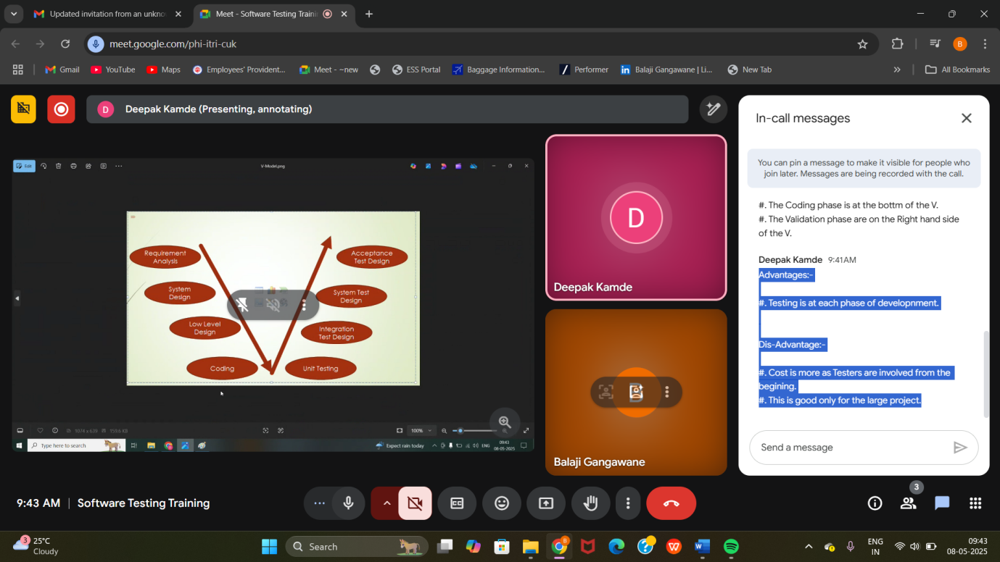 Updated invitation from an unkno
Meet - Software Testing Traini
meet.google.com/phi-itri-cuk
B
Gmail
YouTube
Maps
Employees' Provident...
Meet - ~new
ESS Portal
Baggage Information...
Performer
Balaji Gangawane | Li...
New Tab
All Bookmarks
D
Deepak Kamde (Presenting, annotating)
Edit
V-Model.png
Requirement
Analysis
System
Design
Low Level
Design
Coding
Acceptance
Test Design
System Test
Design
Integration
Test Design
Unit Testing
1074 x 639
159.6 KB
100%
Type here to search
Expect rain today
ENG
09:43
08-05-2025
D
Deepak Kamde
Balaji Gangawane
In-call messages
You can pin a message to make it visible for people who
join later. Messages are being recorded with the call.
#. The Coding phase is at the bottm of the V.
#. The Validation phase are on the Right hand side
of the V.
Deepak Kamde 9:41 AM
Advantages:-
#. Testing is at each phase of developnment.
Dis-Advantage:-
#. Cost is more as Testers are involved from the
begining.
#. This is good only for the large project.
Send a message
9:43 AM | Software Testing Training
CC
3
3
25°C
Cloudy
Search
ENG
IN
09:43
08-05-2025